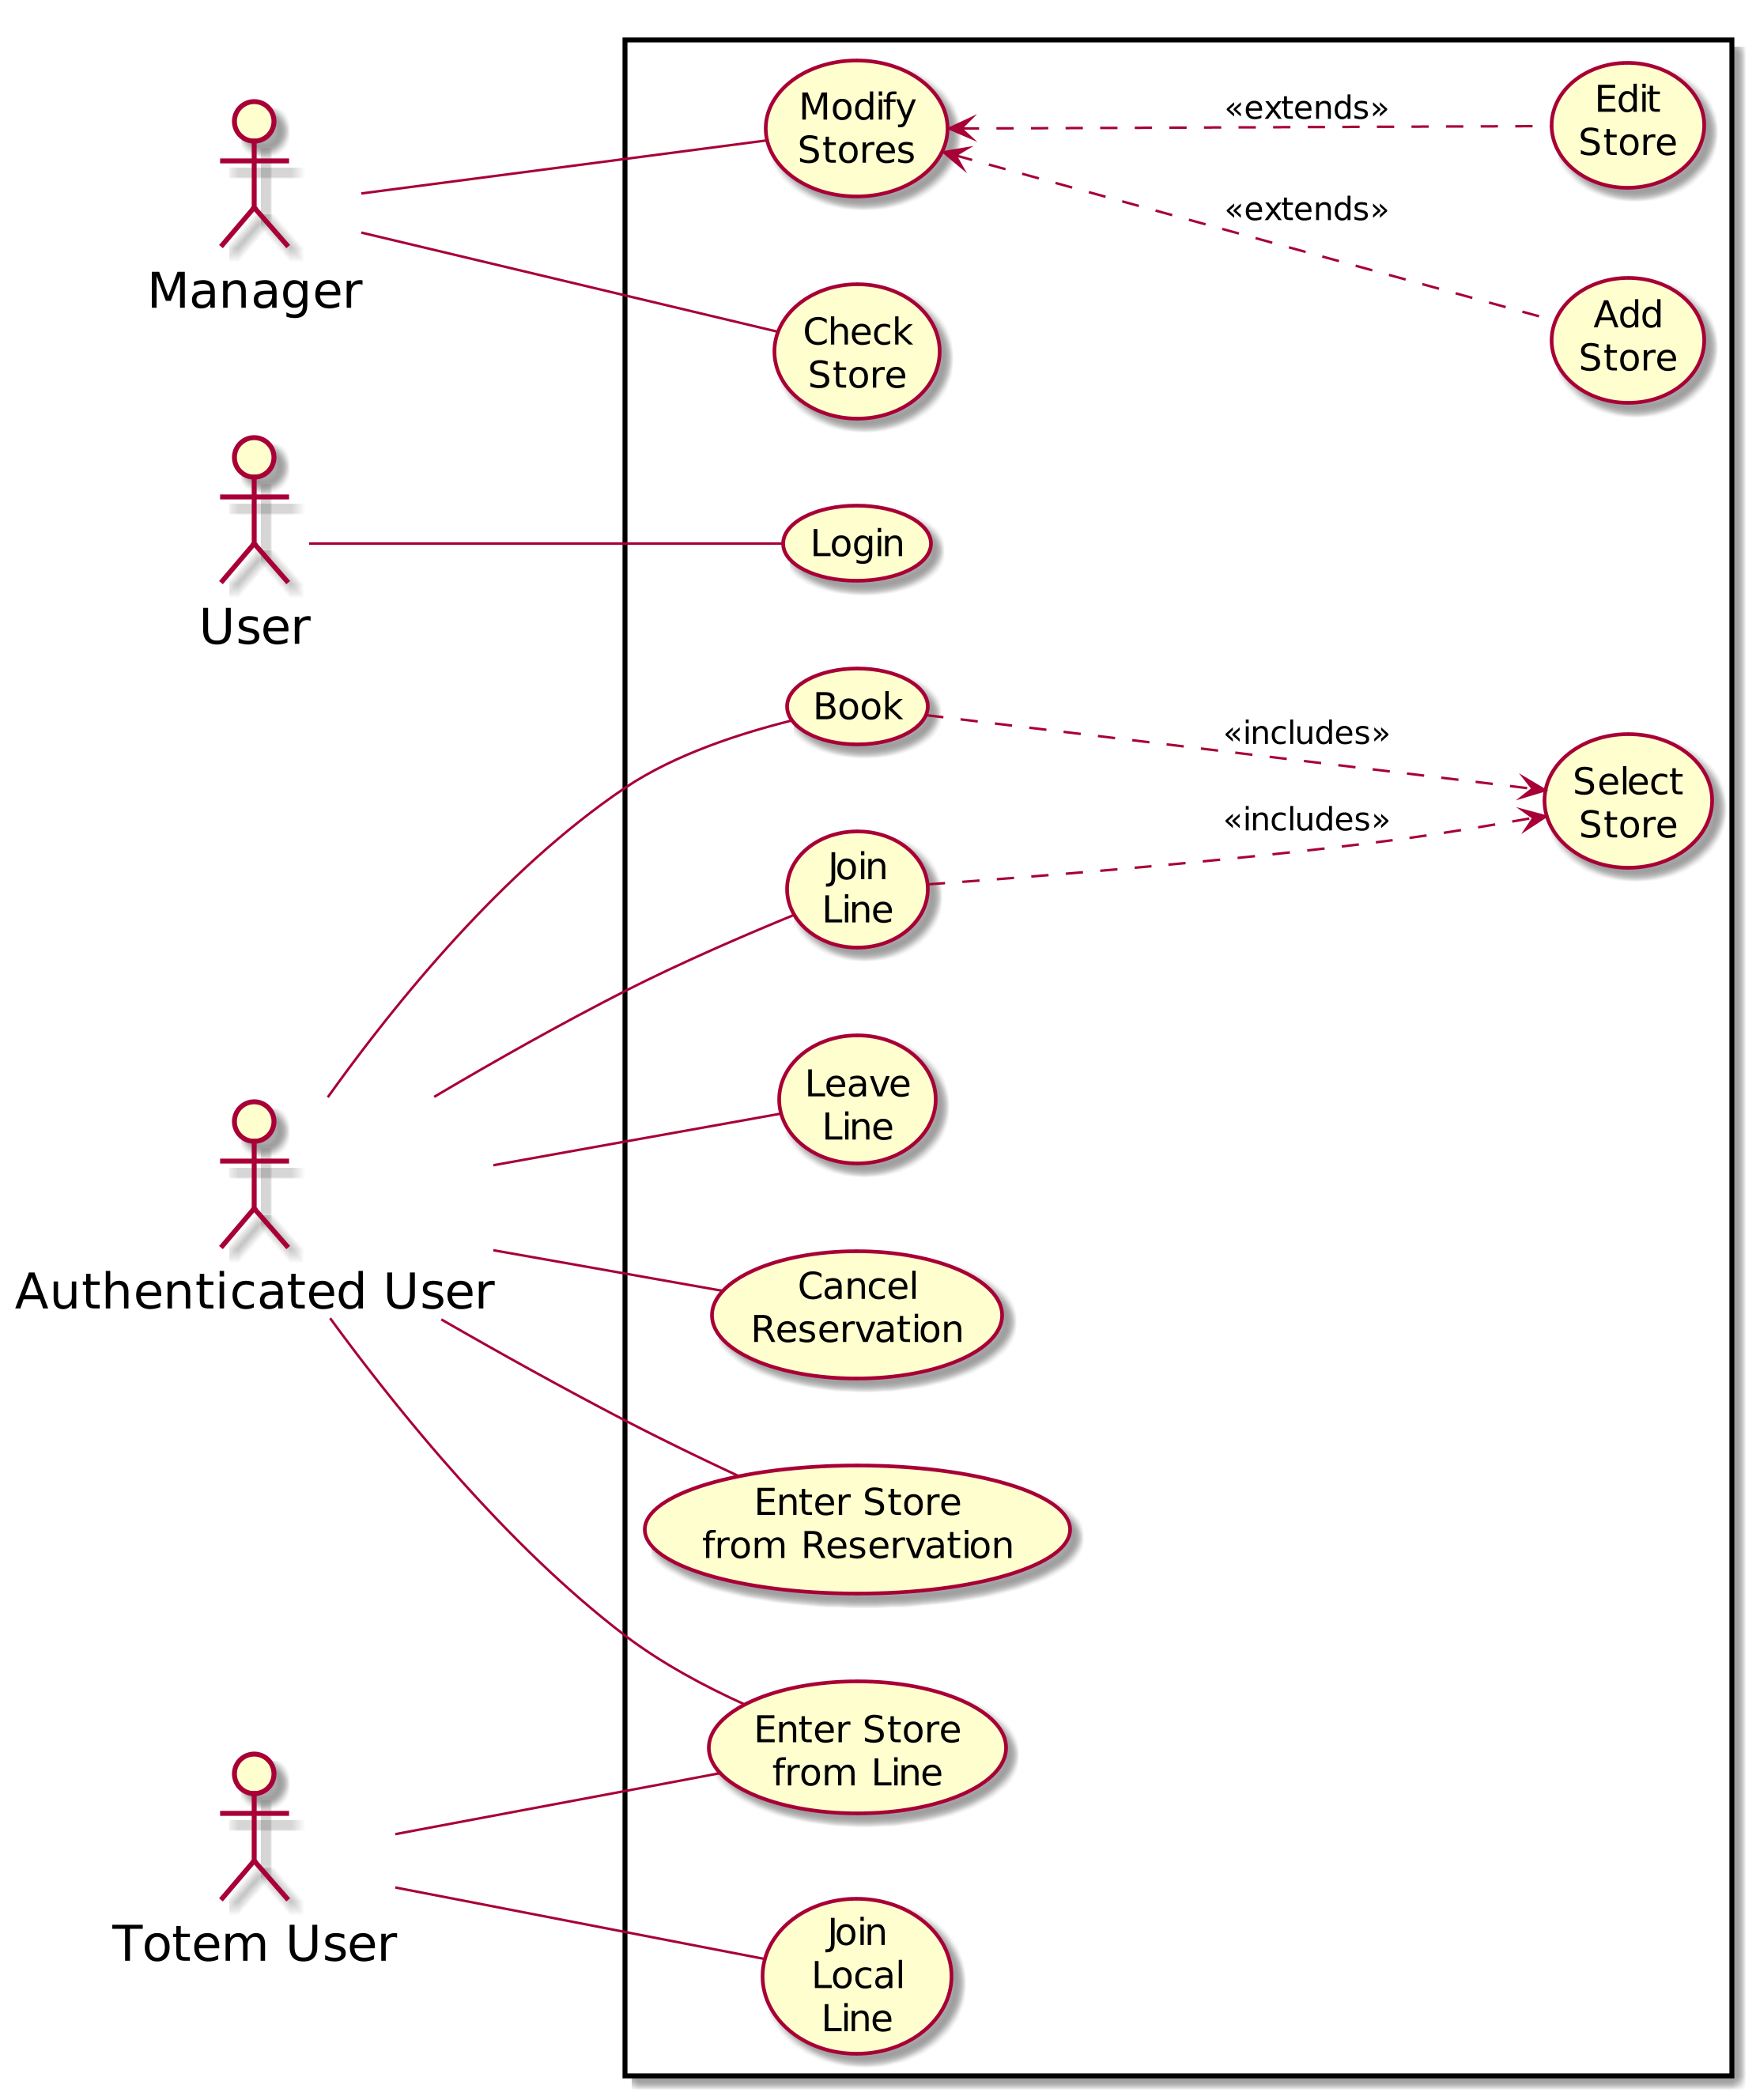 Modify
Stores
«extends»
Edit
Store
«extends»
Manager
Check
Store
Add
Store
Login
User
Book
«includes»
Select
Store
«includes»
Join
Line
Leave
Line
Authenticated User
Cancel
Reservation
Enter Store
from Reservation
Enter Store
from Line
Totem User
Join
Local
Line